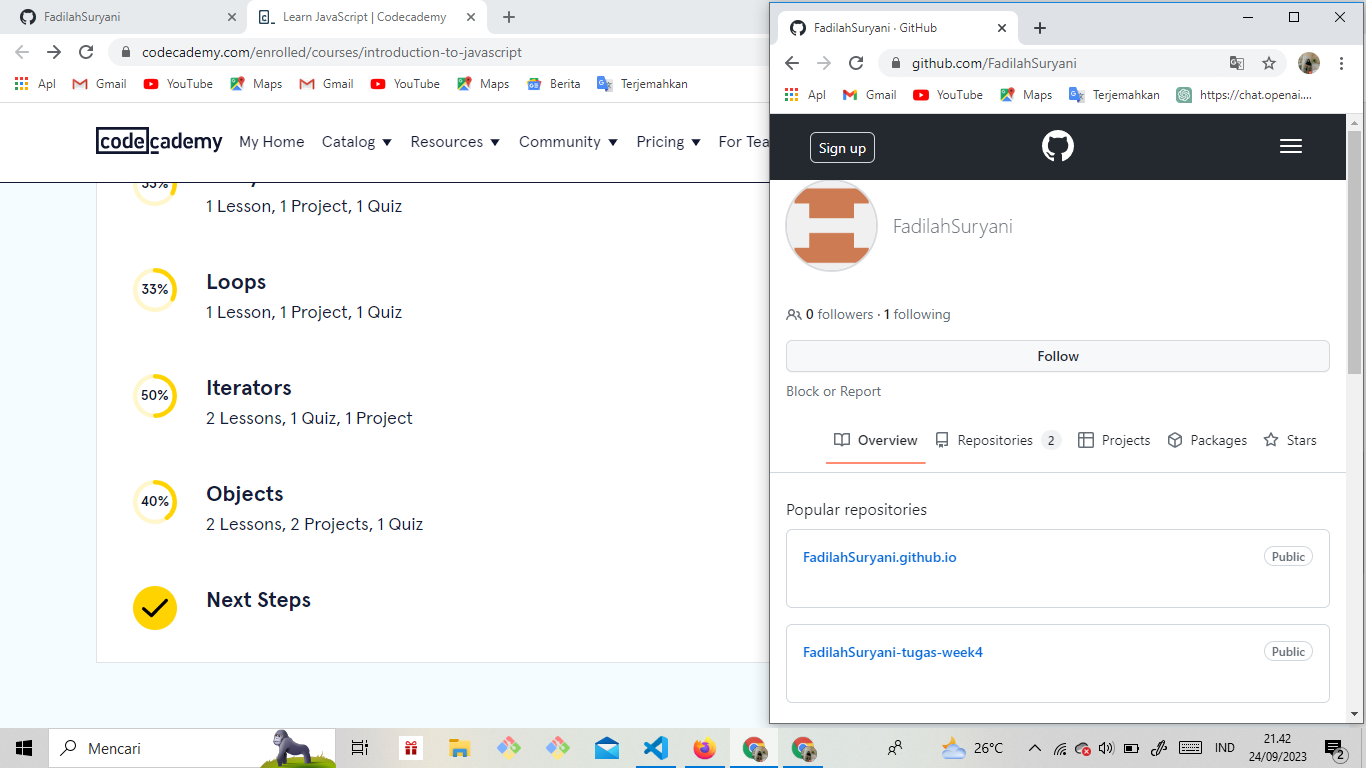 FadilahSuryani
Learn JavaScript | Codecademy
codecademy.com/enrolled/courses/introduction-to-javascript
Apl
Gmail
YouTube
Maps
Gmail
YouTube
Maps
Berita
Terjemahkan
codecademy
My Home
Catalog
Resources
Community
Pricing
For Tea
1 Lesson, 1 Project, 1 Quiz
33%
Loops
1 Lesson, 1 Project, 1 Quiz
50%
Iterators
2 Lessons, 1 Quiz, 1 Project
40%
Objects
2 Lessons, 2 Projects, 1 Quiz
Next Steps
FadilahSuryani · GitHub
github.com/FadilahSuryani
Apl
Gmail
YouTube
Maps
Terjemahkan
https://chat.openai....
Sign up
FadilahSuryani
0 followers · 1 following
Follow
Block or Report
Overview
Repositories 2
Projects
Packages
Stars
Popular repositories
FadilahSuryani.github.io
Public
FadilahSuryani-tugas-week4
Public
Mencari
26°C
IND
21.42
24/09/2023
2